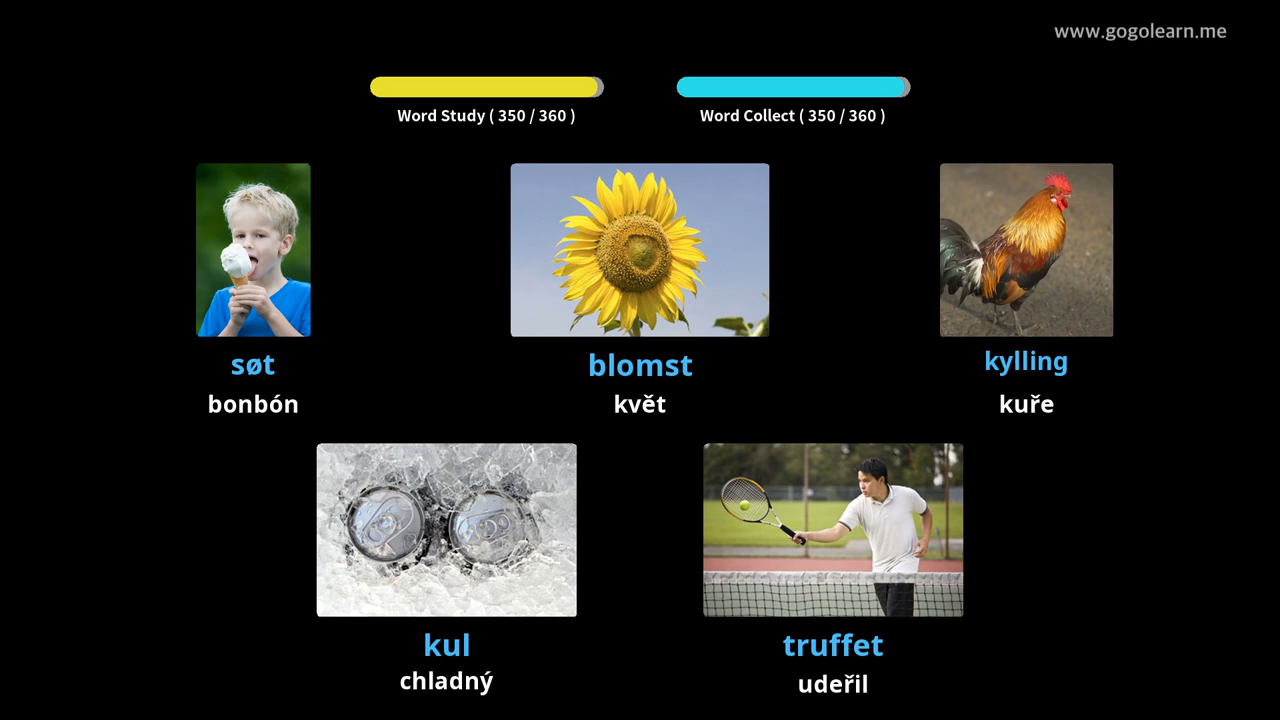 www.gogolearn.me
Word Study ( 350 / 360 )
Word Collect ( 350 / 360 )
søt
blomst
kylling
bonbón
květ
kuře
kul
truffet
chladný
udeřil